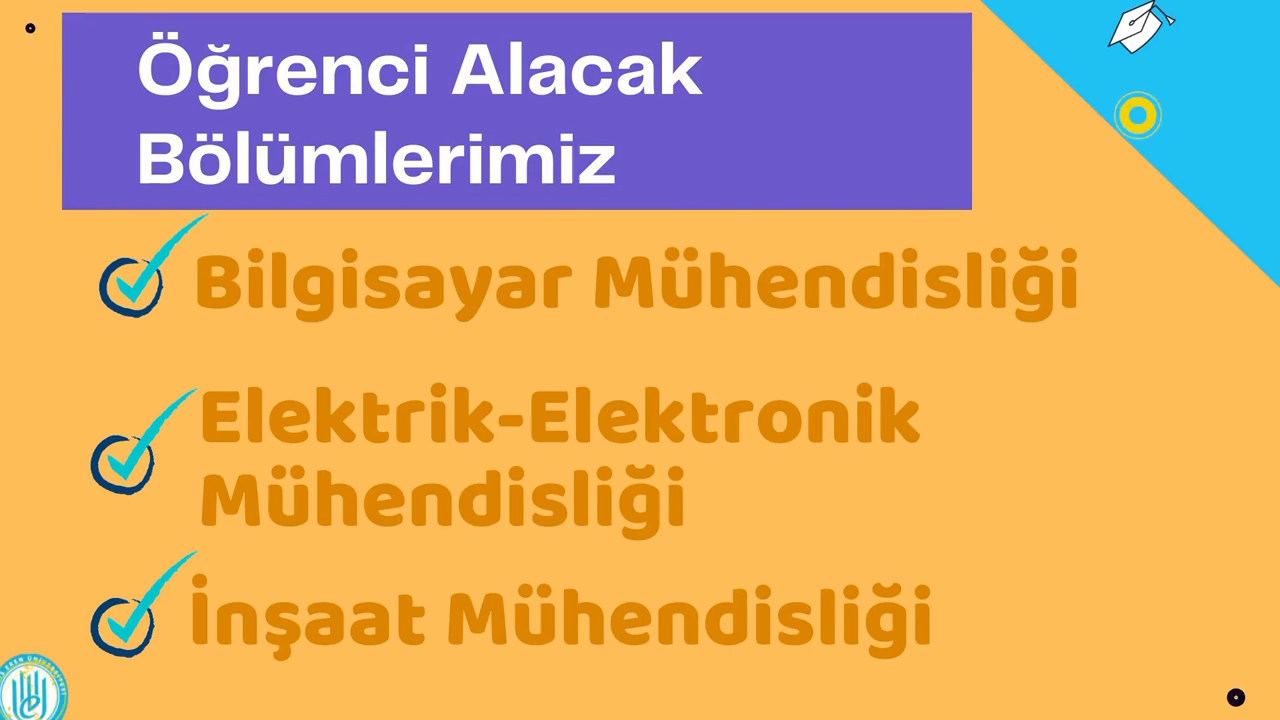 Öğrenci Alacak
Bölümlerimiz
Bilgisayar Mühendisliği
Elektrik-Elektronik
Mühendisliği
İnşaat Mühendisliği